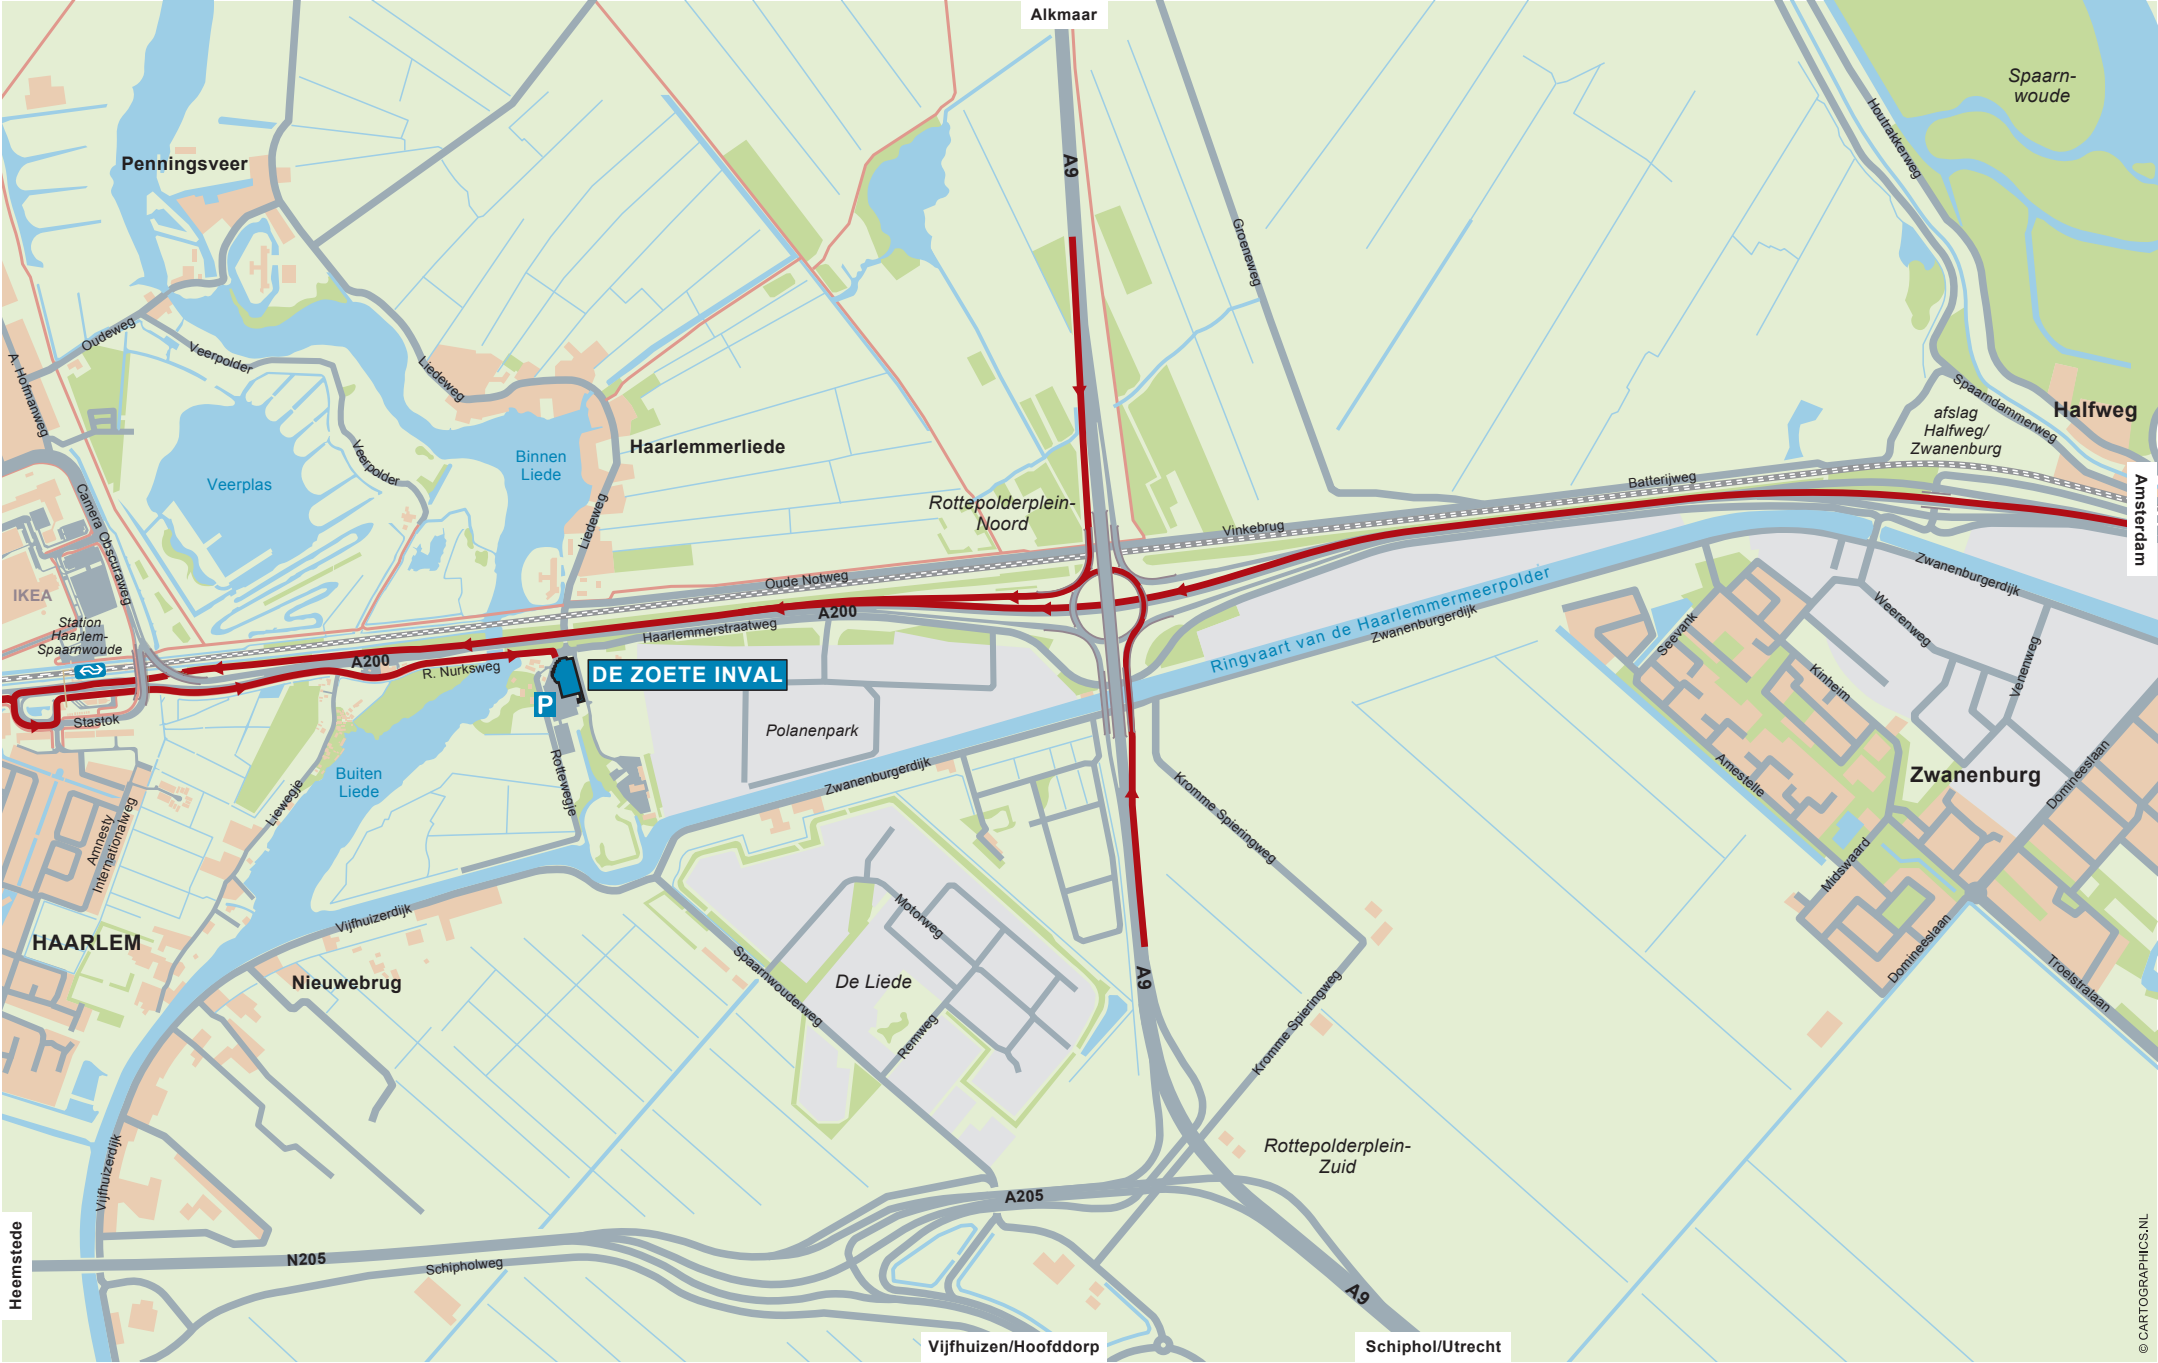 Alkmaar
Spaarn-
woude
A9
Houtrakkerweg
Penningsveer
Groeneweg
Oudeweg
Veerpolder
A. Hofmanweg
Liedeweg
Spaarndammerweg
afslag
Halfweg/
Zwanenburg
Halfweg
Haarlemmerliede
Binnen
Liede
Veerpolder
Veerplas
Camera Obscuraweg
Liedeweg
Rottepolderplein-
Noord
Batterijweg
Vinkebrug
Amsterdam
IKEA
Oude Notweg
Zwanenburgerdijk
Station
Haarlem-
Spaarnwoude
A200
Haarlemmerstraatweg
Ringvaart van de Haarlemmermeerpolder
Zwanenburgerdijk
Seevank
Weerenweg
Venenweg
Kinheim
A200
R. Nurksweg
DE ZOETE INVAL
P
Stastok
Polanenpark
Buiten
Liede
Rottewegje
Zwanenburgerdijk
Liewegje
Amnesty
Internationalweg
Kromme Spieringweg
Amestelle
Zwanenburg
Domineeslaan
Midswaard
HAARLEM
Vijfhuizerdijk
Motorweg
Nieuwebrug
Spaarnwouderweg
De Liede
Remweg
A9
Kromme Spieringweg
Domineeslaan
Troelstralaan
Vijfhuizerdijk
Rottepolderplein-
Zuid
A205
Heemstede
N205
Schipholweg
A9
Vijfhuizen/Hoofddorp
Schiphol/Utrecht
© CARTOGRAPHICS.NL